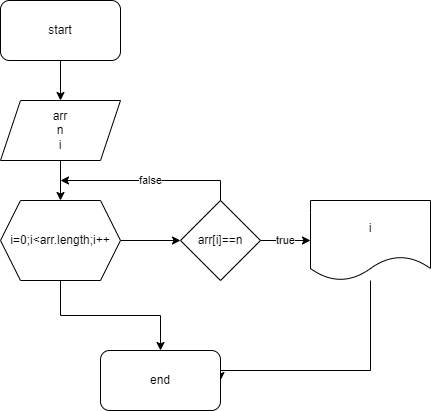 start
arr
n
i
false
i=0;i<arr.length;i++
arr[i]==n
true
i
end